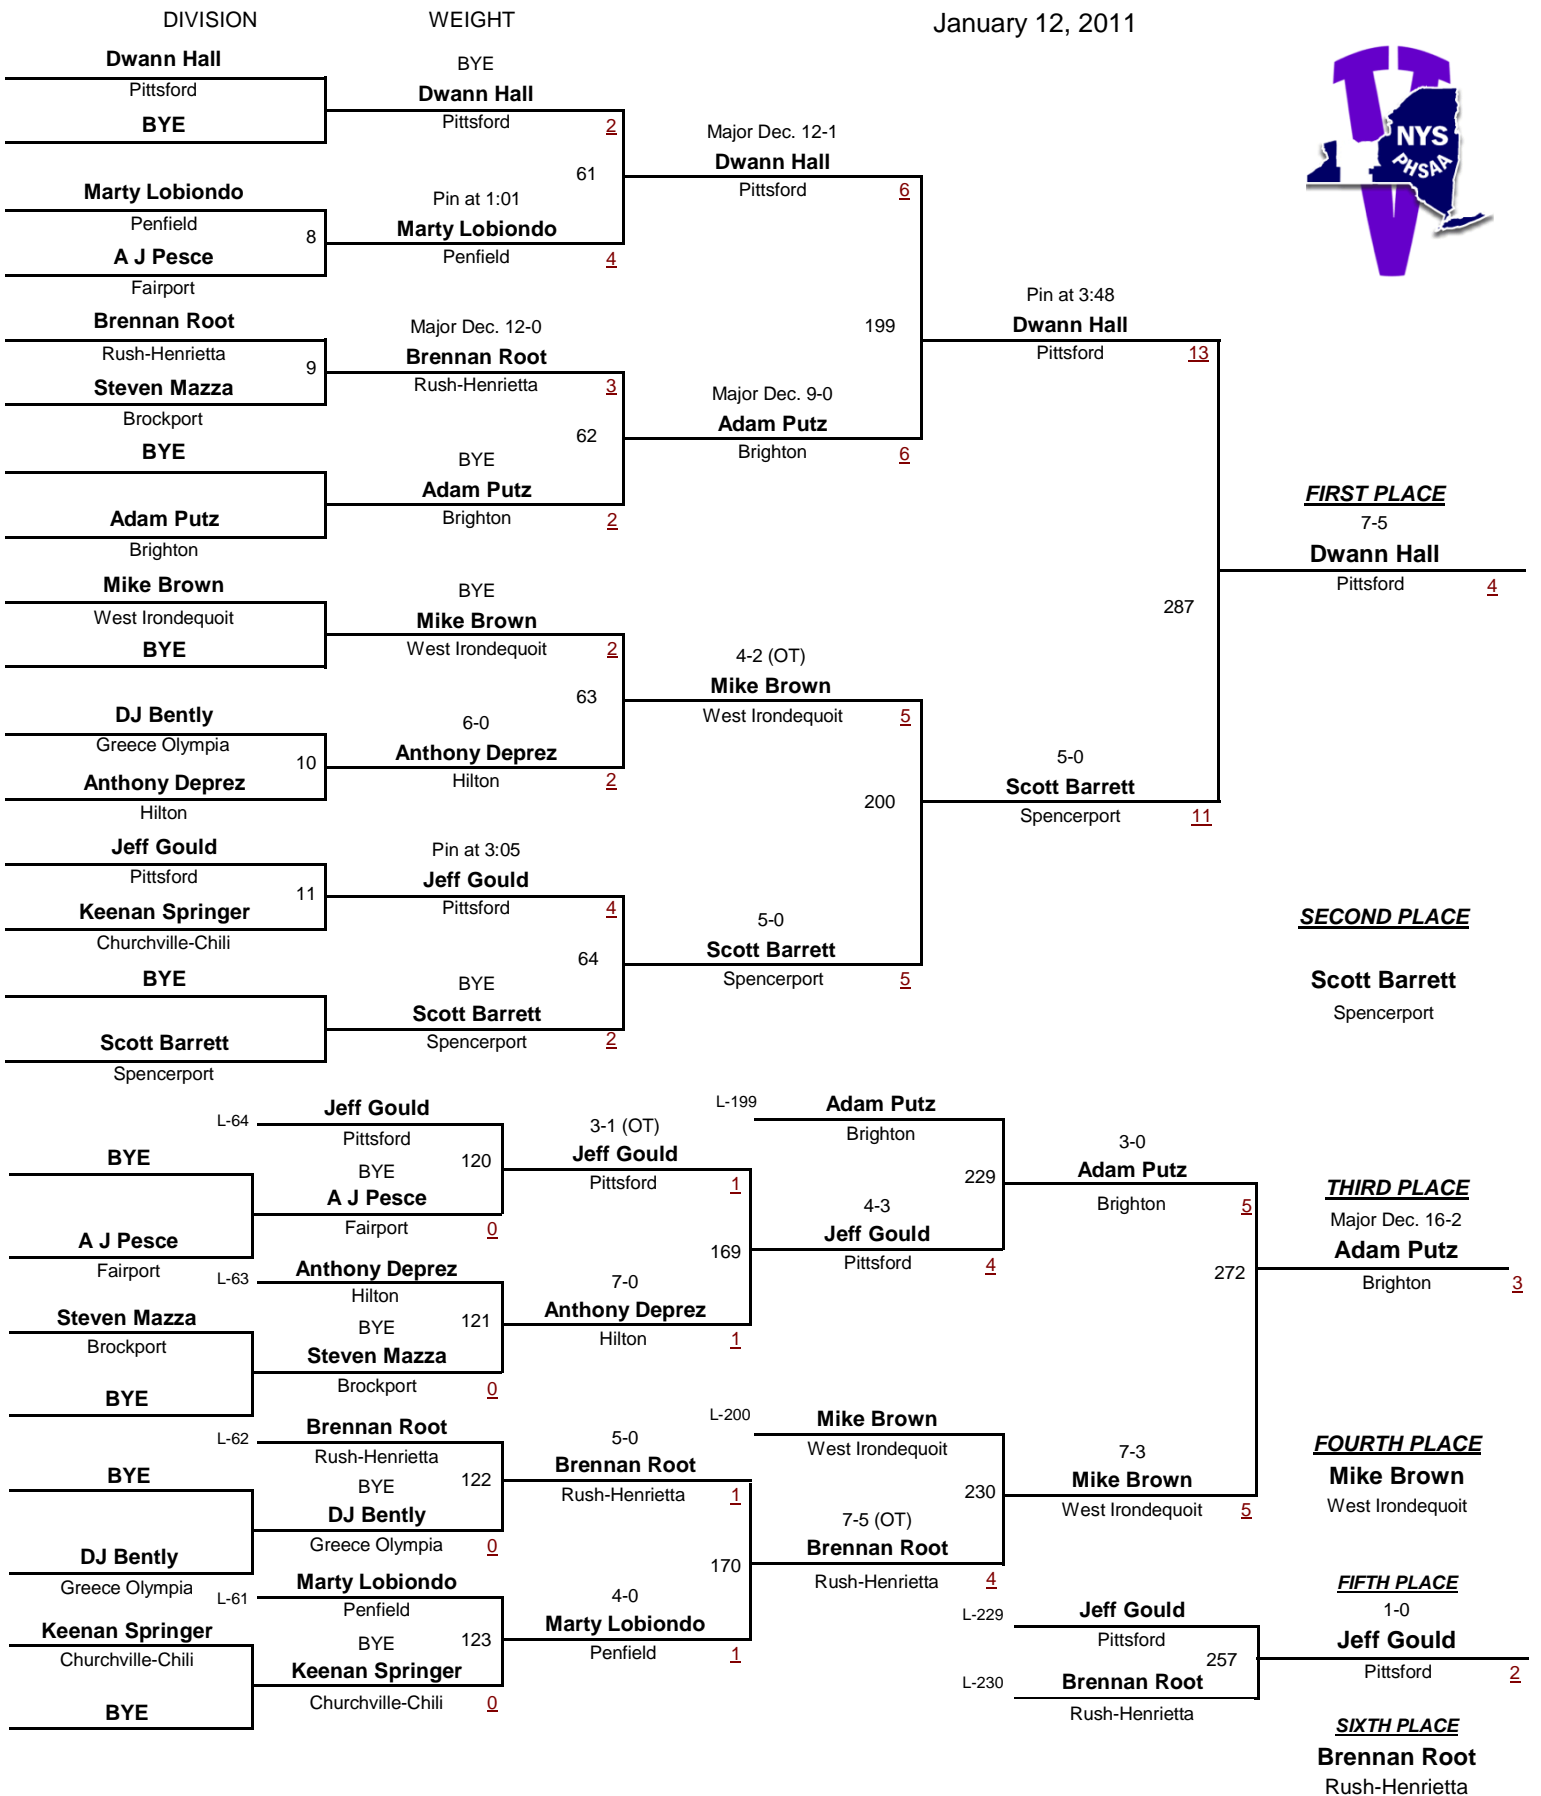 DIVISION
WEIGHT
January 12, 2011
NYS
PHSAA
Dwann Hall
Pittsford
BYE
Marty Lobiondo
Penfield
8
A J Pesce
Fairport
Brennan Root
Rush-Henrietta
9
Steven Mazza
Brockport
BYE
Adam Putz
Brighton
Mike Brown
West Irondequoit
BYE
DJ Bently
Greece Olympia
10
Anthony Deprez
Hilton
Jeff Gould
Pittsford
11
Keenan Springer
Churchville-Chili
BYE
Scott Barrett
Spencerport
BYE
Dwann Hall
Pittsford
2
61
Pin at 1:01
Marty Lobiondo
Penfield
4
Major Dec. 12-0
Brennan Root
Rush-Henrietta
3
62
BYE
Adam Putz
Brighton
2
BYE
Mike Brown
West Irondequoit
2
63
6-0
Anthony Deprez
Hilton
2
Pin at 3:05
Jeff Gould
Pittsford
4
64
BYE
Scott Barrett
Spencerport
2
Major Dec. 12-1
Dwann Hall
Pittsford
6
199
Major Dec. 9-0
Adam Putz
Brighton
6
4-2 (OT)
Mike Brown
West Irondequoit
5
200
5-0
Scott Barrett
Spencerport
5
Pin at 3:48
Dwann Hall
Pittsford
13
287
5-0
Scott Barrett
Spencerport
11
FIRST PLACE
7-5
Dwann Hall
Pittsford
4
SECOND PLACE
Scott Barrett
Spencerport
BYE
A J Pesce
Fairport
Steven Mazza
Brockport
BYE
BYE
DJ Bently
Greece Olympia
Keenan Springer
Churchville-Chili
BYE
L-64
Jeff Gould
Pittsford
BYE
120
A J Pesce
Fairport
0
L-63
Anthony Deprez
Hilton
BYE
121
Steven Mazza
Brockport
0
L-62
Brennan Root
Rush-Henrietta
BYE
122
DJ Bently
Greece Olympia
0
L-61
Marty Lobiondo
Penfield
BYE
123
Keenan Springer
Churchville-Chili
0
3-1 (OT)
Jeff Gould
Pittsford
1
169
7-0
Anthony Deprez
Hilton
1
5-0
Brennan Root
Rush-Henrietta
1
170
4-0
Marty Lobiondo
Penfield
1
L-199
Adam Putz
Brighton
229
4-3
Jeff Gould
Pittsford
4
L-200
Mike Brown
West Irondequoit
230
7-5 (OT)
Brennan Root
Rush-Henrietta
4
3-0
Adam Putz
Brighton
5
272
7-3
Mike Brown
West Irondequoit
5
L-229
Jeff Gould
Pittsford
257
L-230
Brennan Root
Rush-Henrietta
THIRD PLACE
Major Dec. 16-2
Adam Putz
Brighton
3
FOURTH PLACE
Mike Brown
West Irondequoit
FIFTH PLACE
1-0
Jeff Gould
Pittsford
2
SIXTH PLACE
Brennan Root
Rush-Henrietta